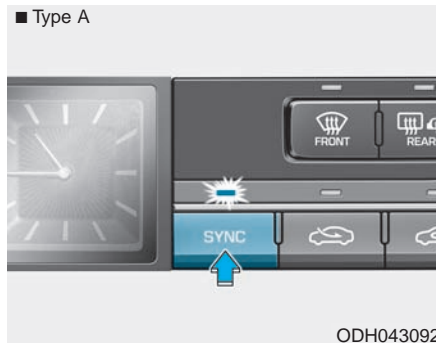 ■ Type A
FRONT
REAR
SYNC
ODH043092